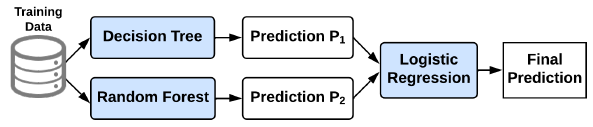 Training
Data
Decision Tree
Prediction P₁
Random Forest
Prediction P₂
Logistic
Regression
Final
Prediction